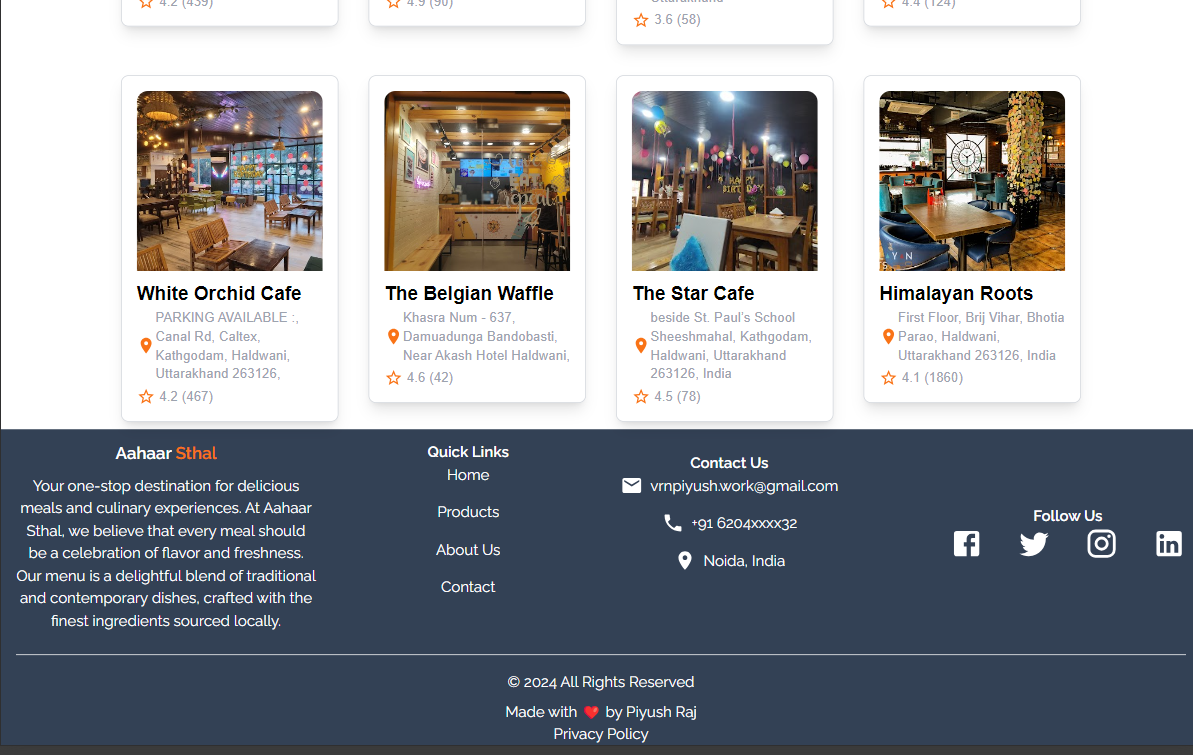 4.2 (439)
4.9 (90)
Uttarakhand
3.6 (58)
4.4 (124)
HAPPY BIRTHDAY
repeat
Y N
White Orchid Cafe
PARKING AVAILABLE :,
Canal Rd, Caltex,
Kathgodam, Haldwani,
Uttarakhand 263126,
4.2 (467)
The Belgian Waffle
Khasra Num - 637,
Damuadunga Bandobasti,
Near Akash Hotel Haldwani,
4.6 (42)
The Star Cafe
beside St. Paul's School
Sheeshmahal, Kathgodam,
Haldwani, Uttarakhand
263126, India
4.5 (78)
Himalayan Roots
First Floor, Brij Vihar, Bhotia
Parao, Haldwani,
Uttarakhand 263126, India
4.1 (1860)
Aahaar Sthal
Your one-stop destination for delicious
meals and culinary experiences. At Aahaar
Sthal, we believe that every meal should
be a celebration of flavor and freshness.
Our menu is a delightful blend of traditional
and contemporary dishes, crafted with the
finest ingredients sourced locally.
Quick Links
Home
Products
About Us
Contact
Contact Us
vrnpiyush.work@gmail.com
+91 6204xxxx32
Noida, India
Follow Us
© 2024 All Rights Reserved
Made with ❤️ by Piyush Raj
Privacy Policy